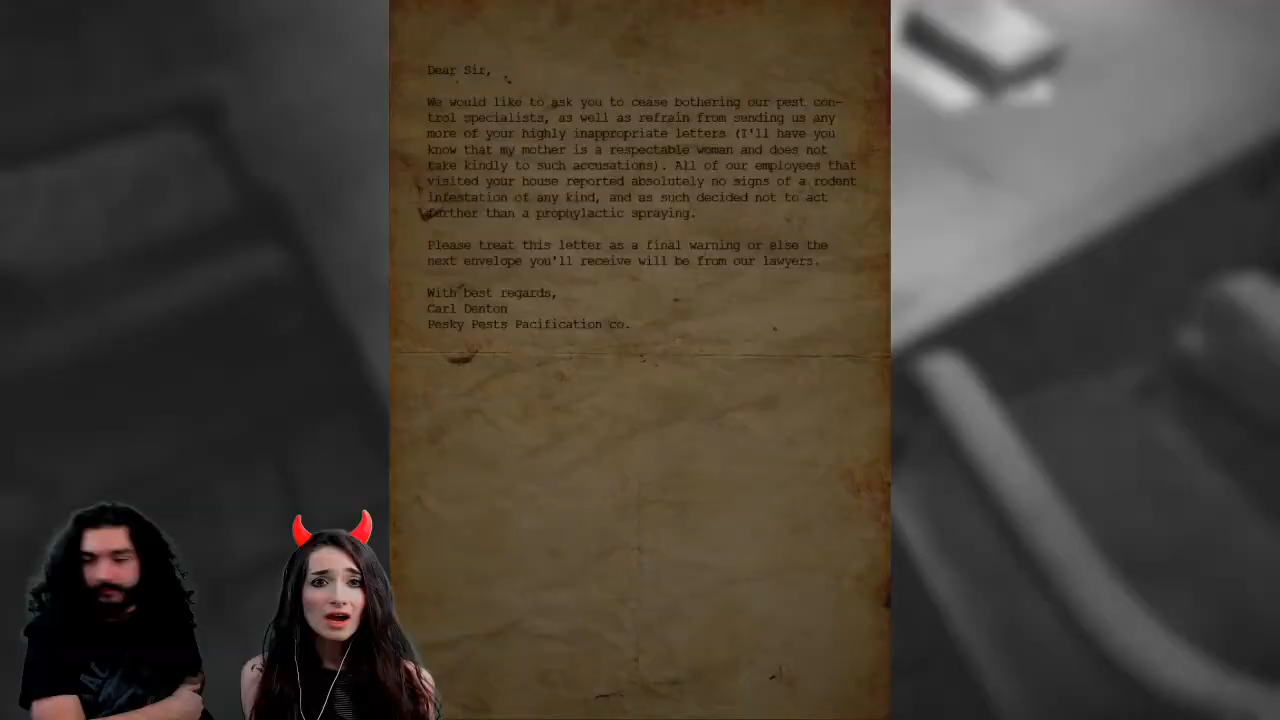 Dear Sir,
We would like to ask you to cease bothering our pest con-
trol specialists, as well as refrain from sending us any
more of your highly inappropriate letters (I'll have you
know that my mother is a respectable woman and does not
take kindly to such accusations). All of our employees that
visited your house reported absolutely no signs of a rodent
infestation of any kind, and as such decided not to act
further than a prophylactic spraying.
Please treat this letter as a final warning or else the
next envelope you'll receive will be from our lawyers.
With best regards,
Carl Denton
Pesky Pests Pacification co.